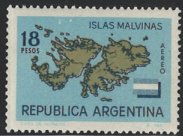 ISLAS MALVINAS
18
PESOS
AEREO
REPUBLICA ARGENTINA